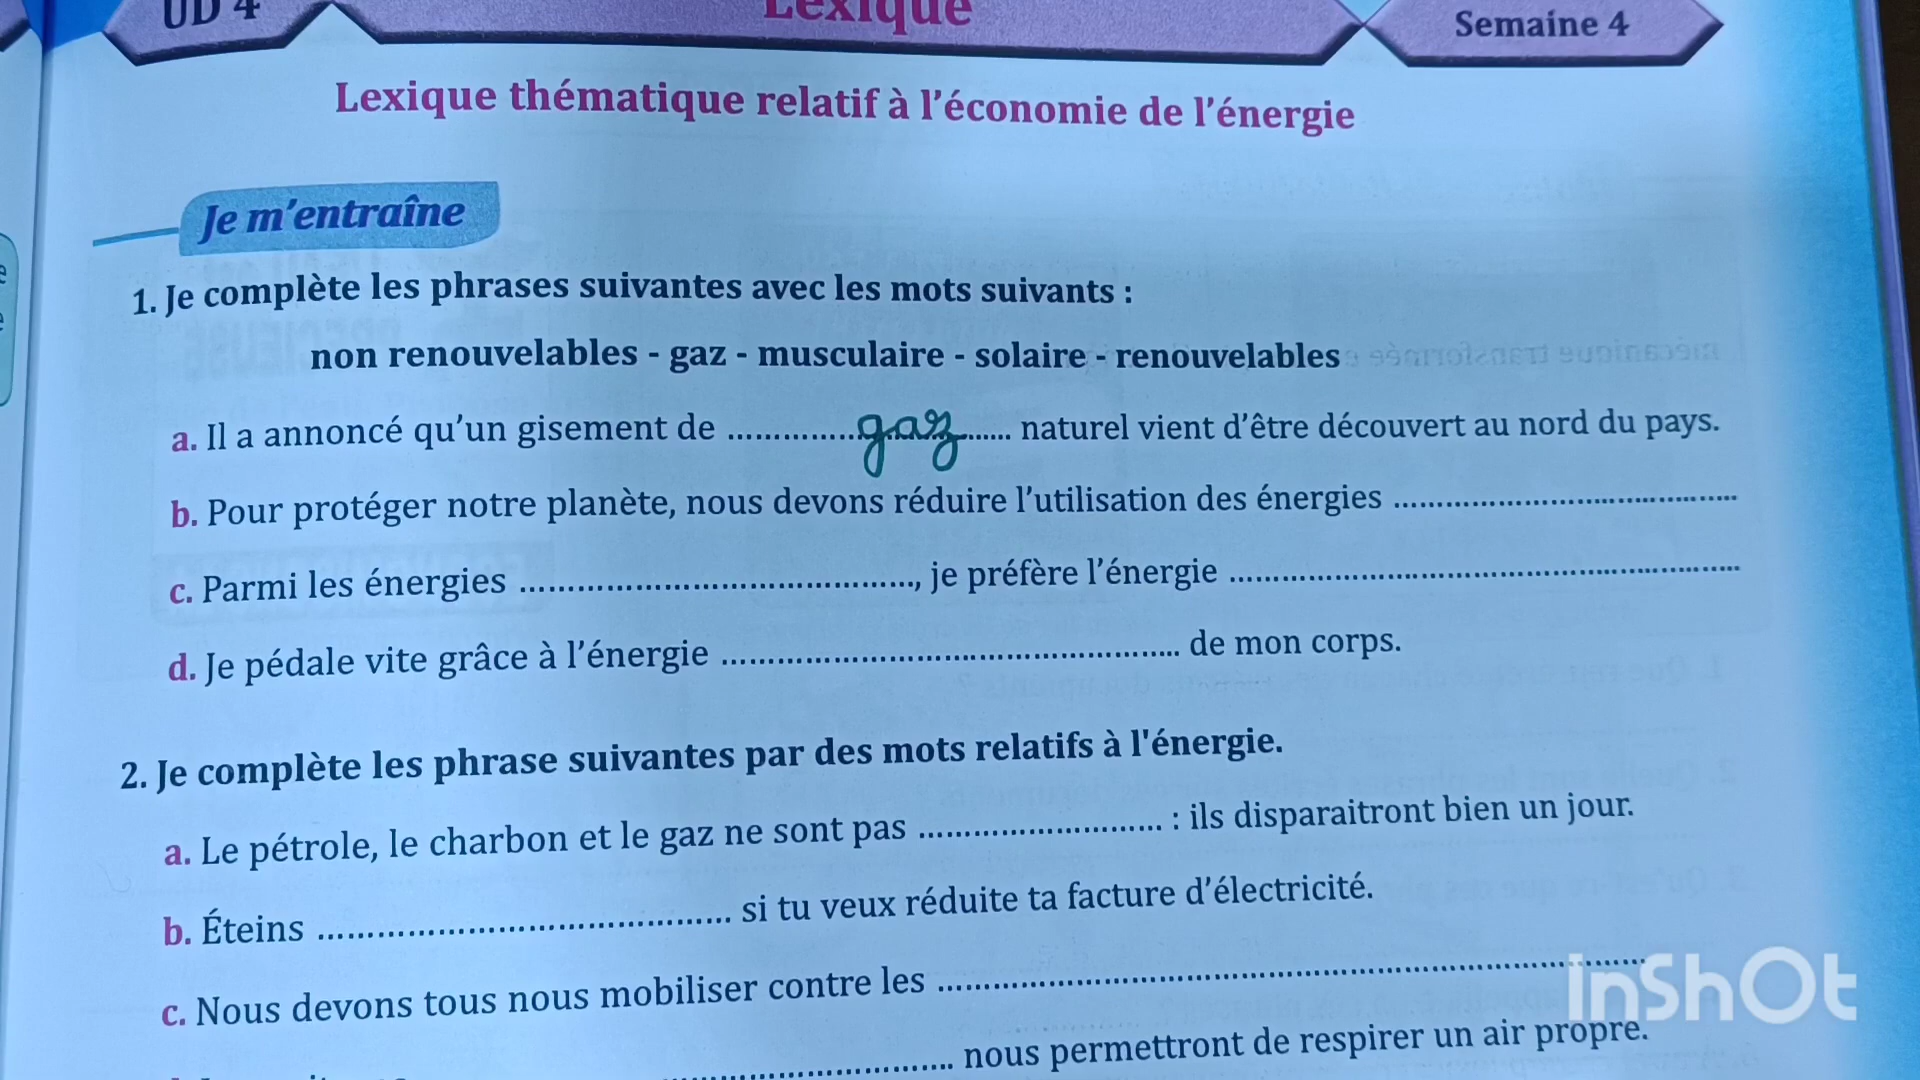 UD 4
Lexique
Semaine 4
Lexique thématique relatif à l'économie de l'énergie
Je m'entraîne
1. Je complète les phrases suivantes avec les mots suivants :
non renouvelables - gaz - musculaire - solaire - renouvelables
a. Il a annoncé qu'un gisement de ..............gaz...... naturel vient d'être découvert au nord du pays.
b. Pour protéger notre planète, nous devons réduire l'utilisation des énergies ........................................
c. Parmi les énergies ............................................., je préfère l'énergie ............................................................
d. Je pédale vite grâce à l'énergie ..................................................... de mon corps.
2. Je complète les phrase suivantes par des mots relatifs à l'énergie.
a. Le pétrole, le charbon et le gaz ne sont pas ............................ : ils disparaitront bien un jour.
b. Éteins ................................................ si tu veux réduite ta facture d'électricité.
c. Nous devons tous nous mobiliser contre les ................................................................................
.................................. nous permettront de respirer un air propre.
InShOt